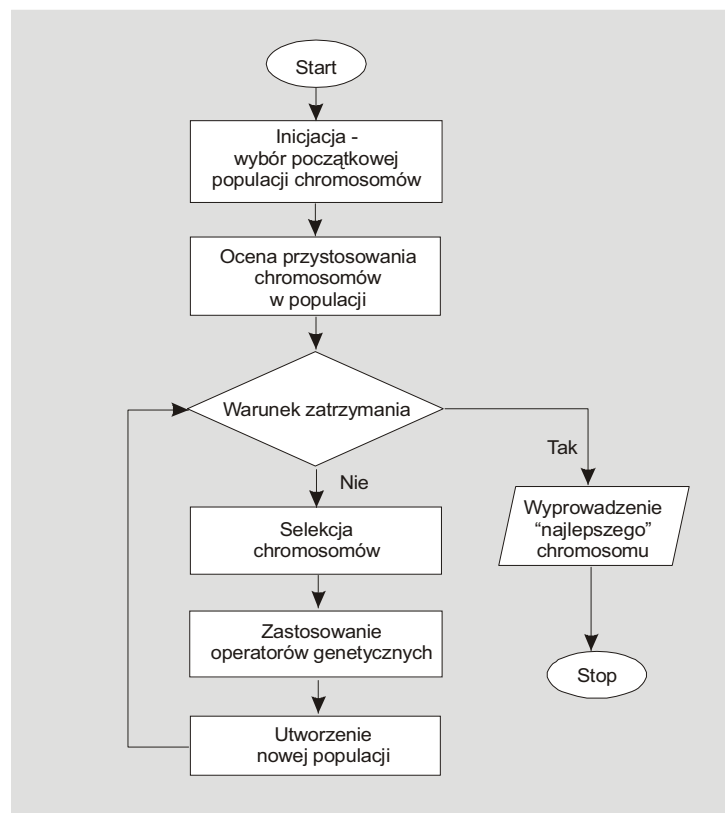 Start
Inicjacja -
wybór początkowej
populacji chromosomów
Ocena przystosowania
chromosomów
w populacji
Warunek zatrzymania
Tak
Nie
Wyprowadzenie
“najlepszego”
chromosomu
Selekcja
chromosomów
Zastosowanie
operatorów genetycznych
Stop
Utworzenie
nowej populacji